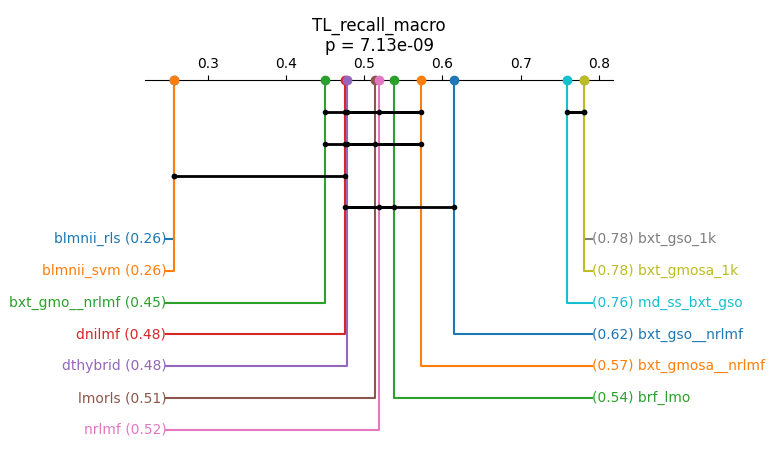 TL_recall_macro
p = 7.13e-09
0.3 0.4 0.5 0.6 0.7 0.8
blmnii_rls (0.26)
(0.78) bxt_gso_1k
blmnii_svm (0.26)
(0.78) bxt_gmosa_1k
bxt_gmo__nrlmf (0.45)
(0.76) md_ss_bxt_gso
dnilmf (0.48)
(0.62) bxt_gso__nrlmf
dthybrid (0.48)
(0.57) bxt_gmosa__nrlmf
lmorls (0.51)
(0.54) brf_lmo
nrlmf (0.52)